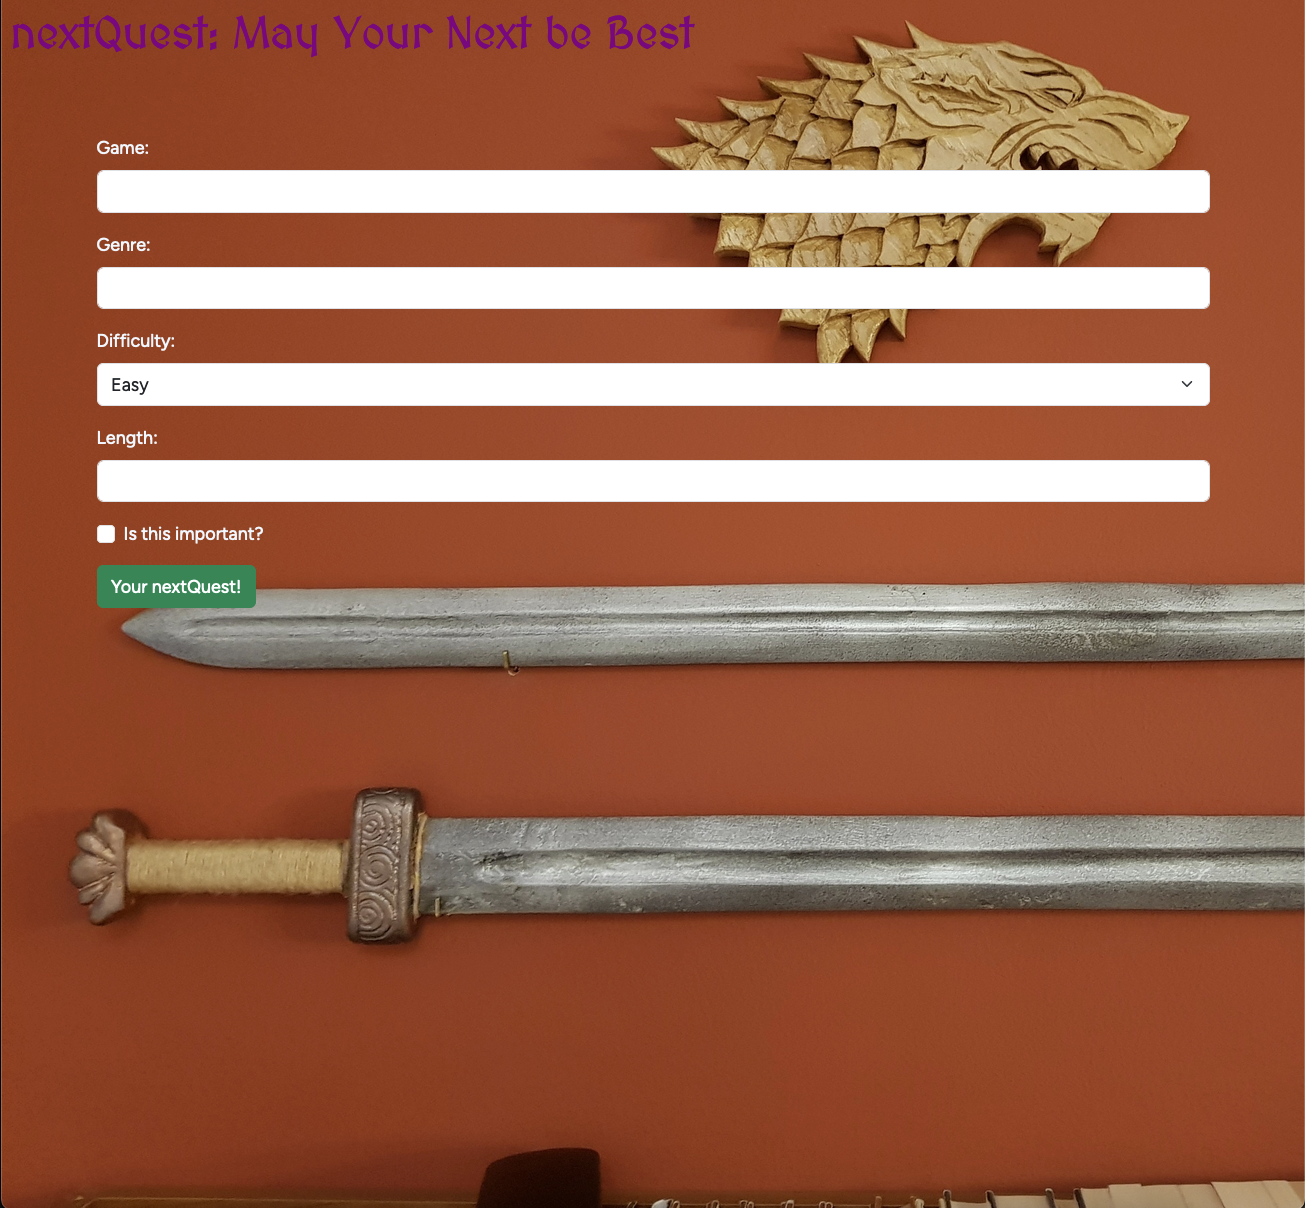 nextQuest: May Your Next be Best
Game:
Genre:
Difficulty:
Easy
Length:
Is this important?
Your nextQuest!